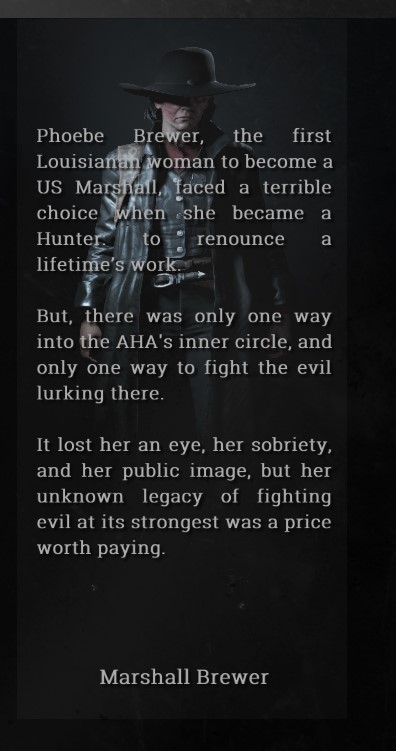 Phoebe Brewer, the first
Louisianan woman to become a
US Marshall, faced a terrible
choice when she became a
Hunter: to renounce a
lifetime's work.
But, there was only one way
into the AHA's inner circle, and
only one way to fight the evil
lurking there.
It lost her an eye, her sobriety,
and her public image, but her
unknown legacy of fighting
evil at its strongest was a price
worth paying.
Marshall Brewer